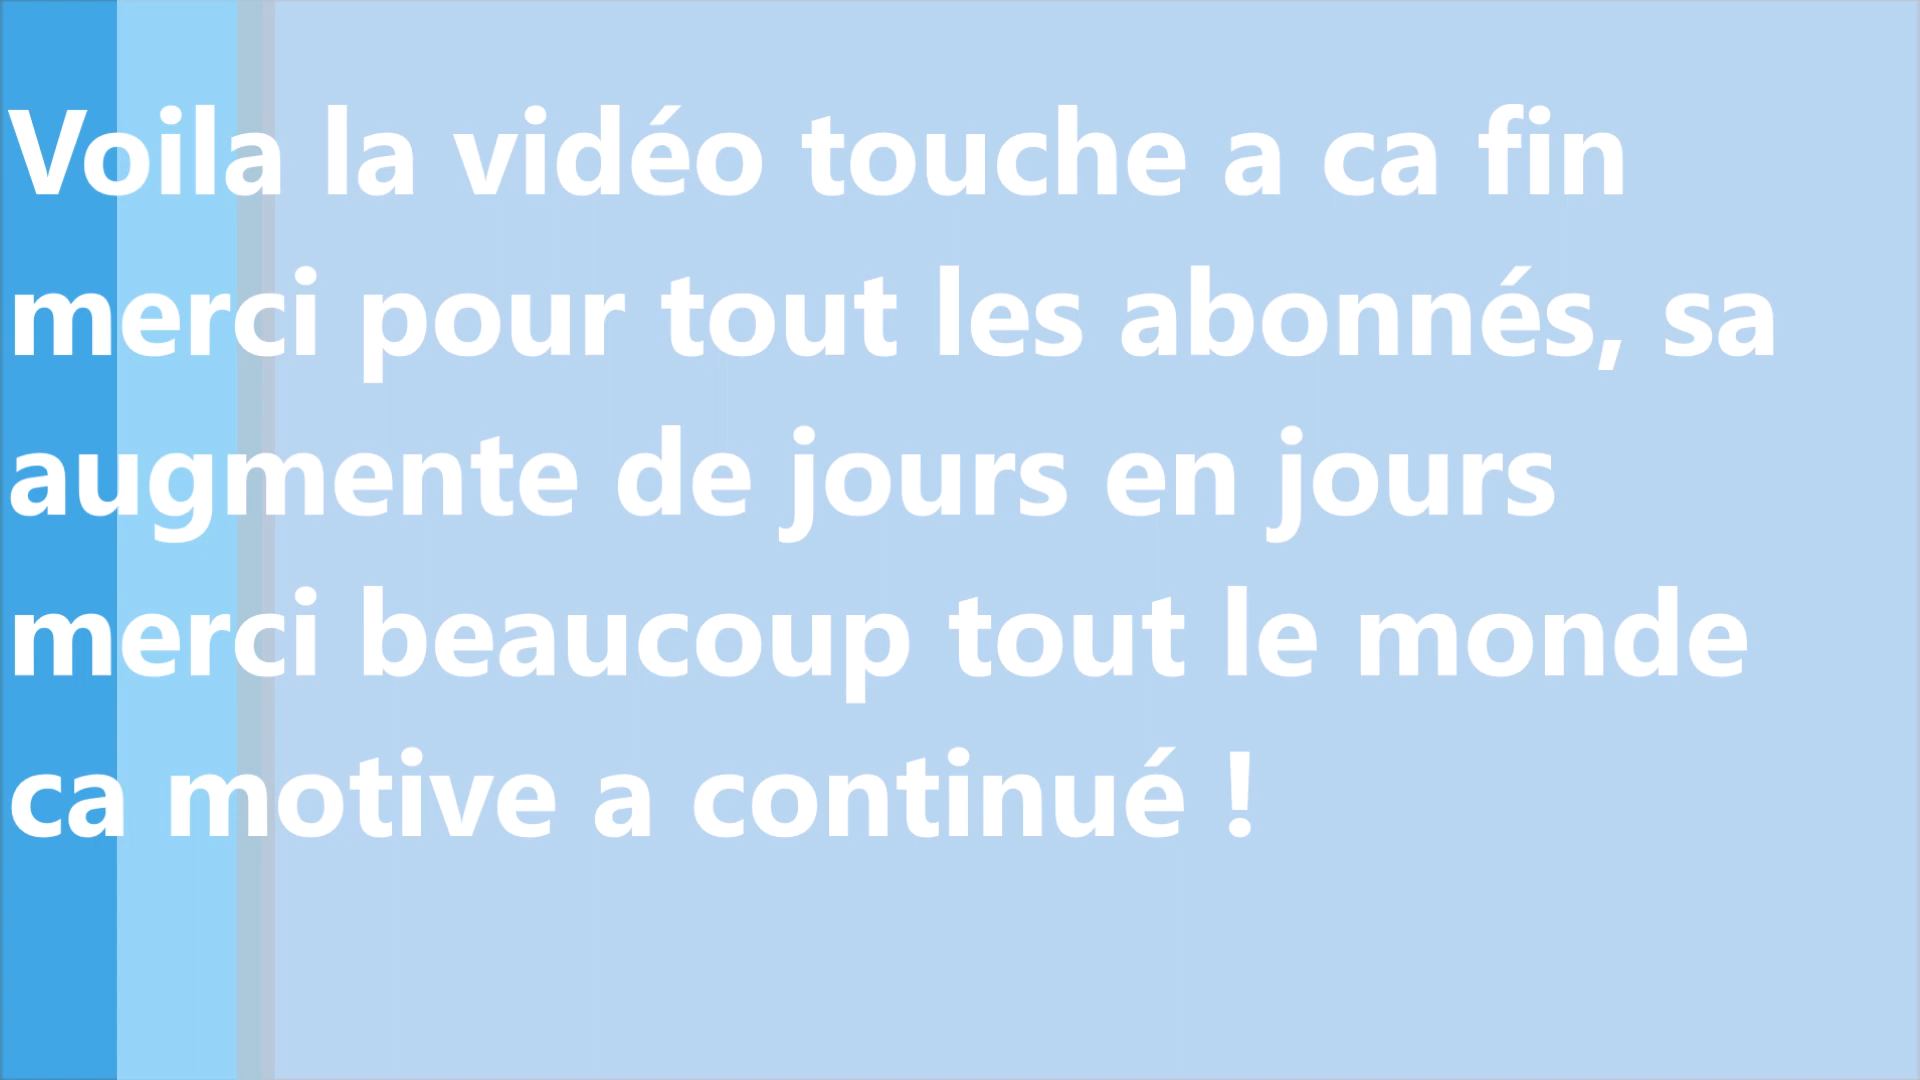 Voila la vidéo touche a ca fin
merci pour tout les abonnés, sa
augmente de jours en jours
merci beaucoup tout le monde
ca motive a continué !